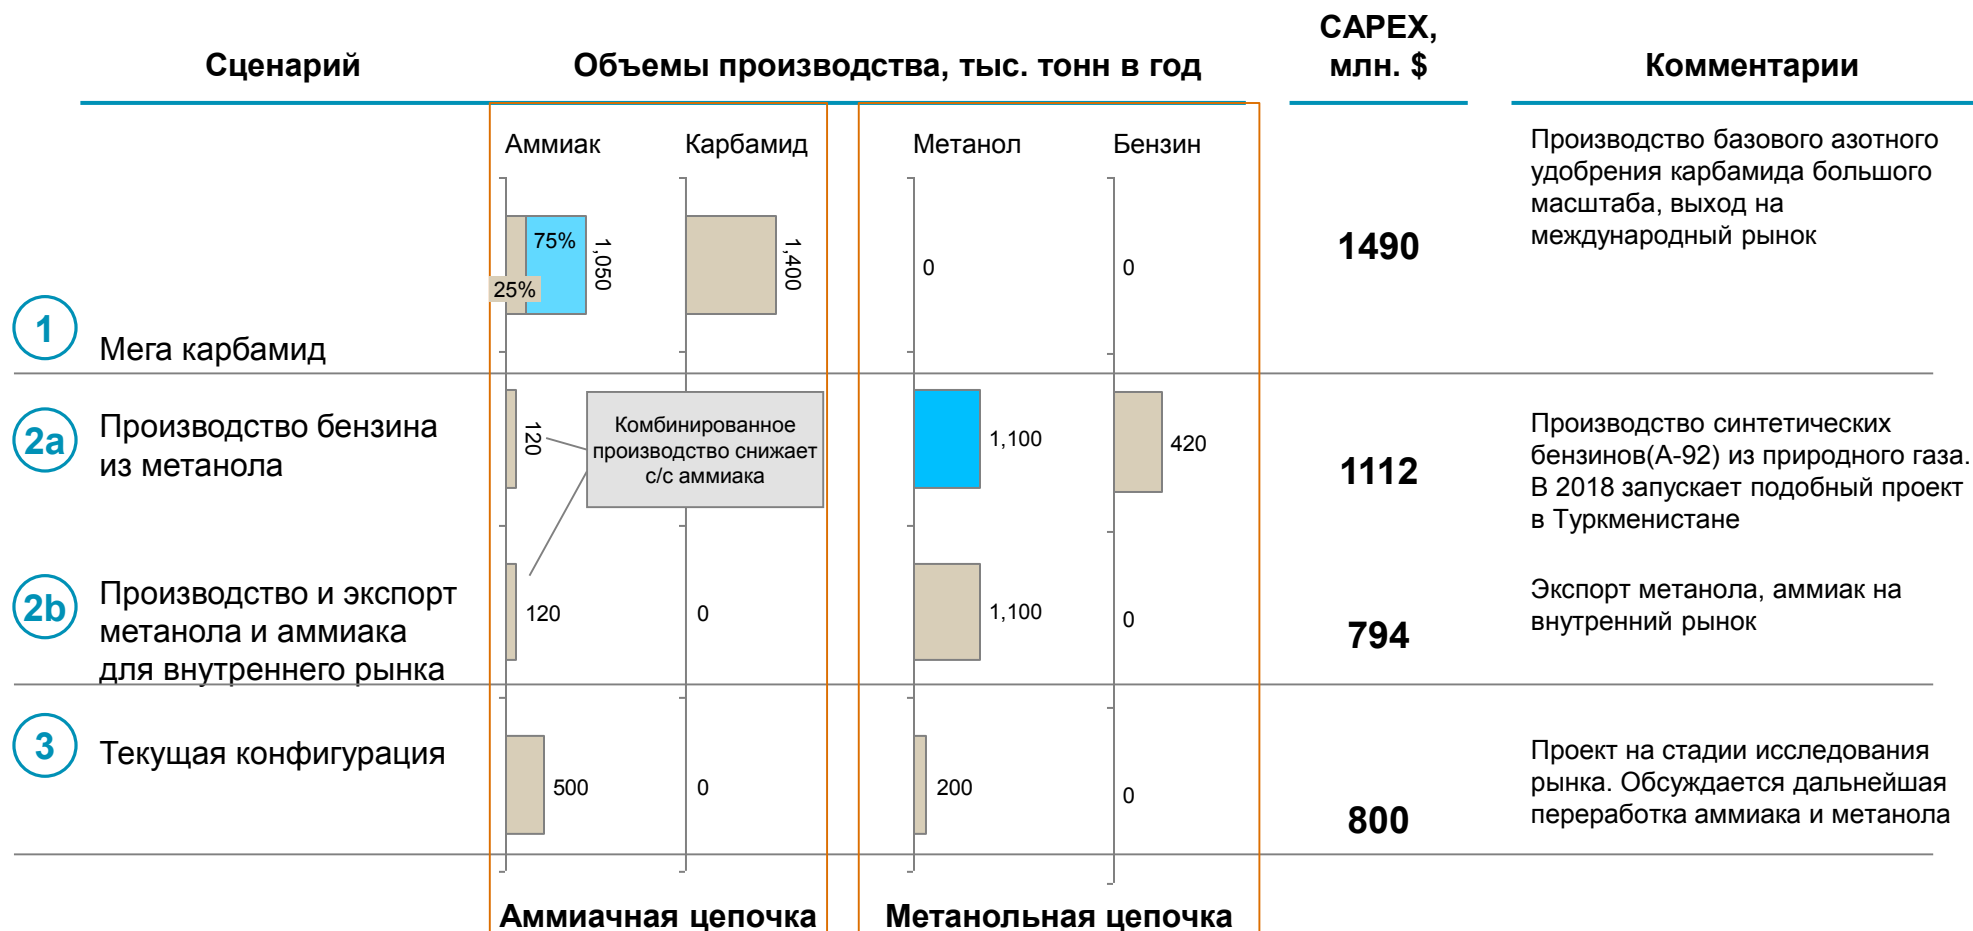 Сценарий
Объемы производства, тыс. тонн в год
CAPEX,
млн. $
Комментарии
Аммиак
Карбамид
Метанол
Бензин
75%
25%
1,050
1,400
0
0
1490
Производство базового азотного
удобрения карбамида большого
масштаба, выход на
международный рынок
1
Мега карбамид
2a
Производство бензина
из метанола
120
Комбинированное
производство снижает
с/с аммиака
1,100
420
1112
Производство синтетических
бензинов(А-92) из природного газа.
В 2018 запускает подобный проект
в Туркменистане
2b
Производство и экспорт
метанола и аммиака
для внутреннего рынка
120
0
1,100
0
794
Экспорт метанола, аммиак на
внутренний рынок
3
Текущая конфигурация
500
0
200
0
800
Проект на стадии исследования
рынка. Обсуждается дальнейшая
переработка аммиака и метанола
Аммиачная цепочка
Метанольная цепочка